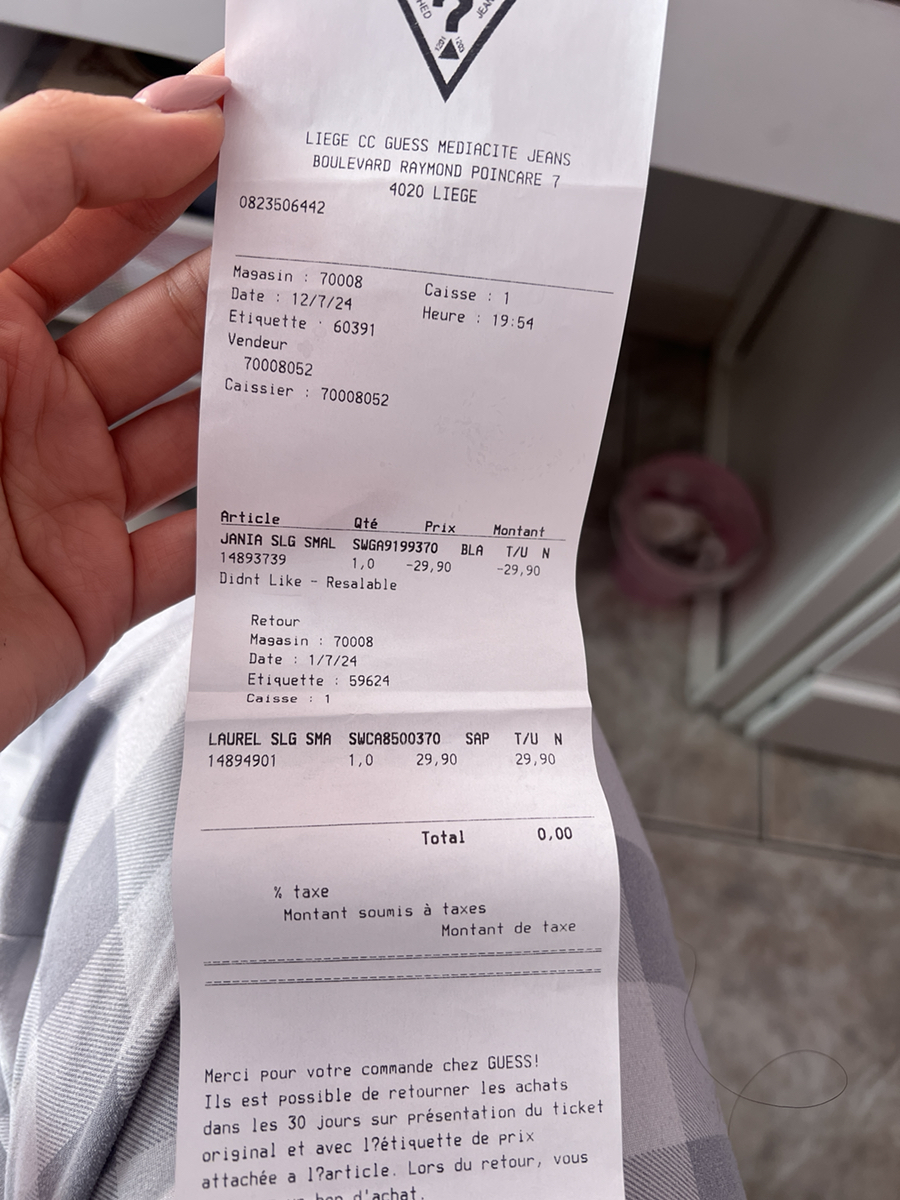 ?
LIEGE CC GUESS MEDIACITE JEANS
BOULEVARD RAYMOND POINCARE 7
4020 LIEGE
0823506442
Magasin : 70008 Caisse : 1
Date : 12/7/24 Heure : 19:54
Etiquette : 60391
Vendeur
70008052
Caissier : 70008052
Article Qté Prix Montant
JANIA SLG SMAL SWGA9199370 BLA T/U N
14893739 1,0 -29,90 -29,90
Didnt Like - Resalable
Retour
Magasin : 70008
Date : 1/7/24
Etiquette : 59624
Caisse : 1
LAUREL SLG SMA SWCA8500370 SAP T/U N
14894901 1,0 29,90 29,90
Total 0,00
% taxe
Montant soumis à taxes
Montant de taxe
Merci pour votre commande chez GUESS!
Ils est possible de retourner les achats
dans les 30 jours sur présentation du ticket
original et avec l?étiquette de prix
attachée a l?article. Lors du retour, vous
bon d'achat.